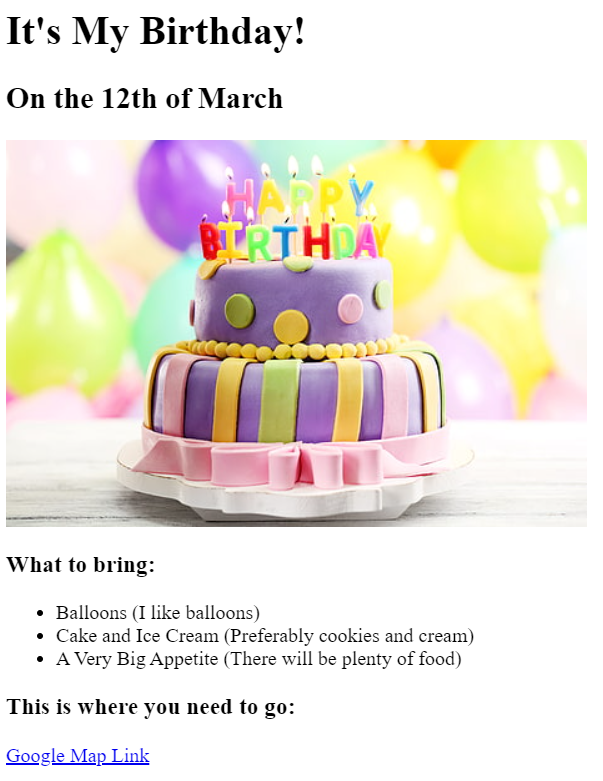 It's My Birthday!
On the 12th of March
HAPPY
BIRTHDAY
What to bring:
Balloons (I like balloons)
Cake and Ice Cream (Preferably cookies and cream)
A Very Big Appetite (There will be plenty of food)
This is where you need to go:
Google Map Link